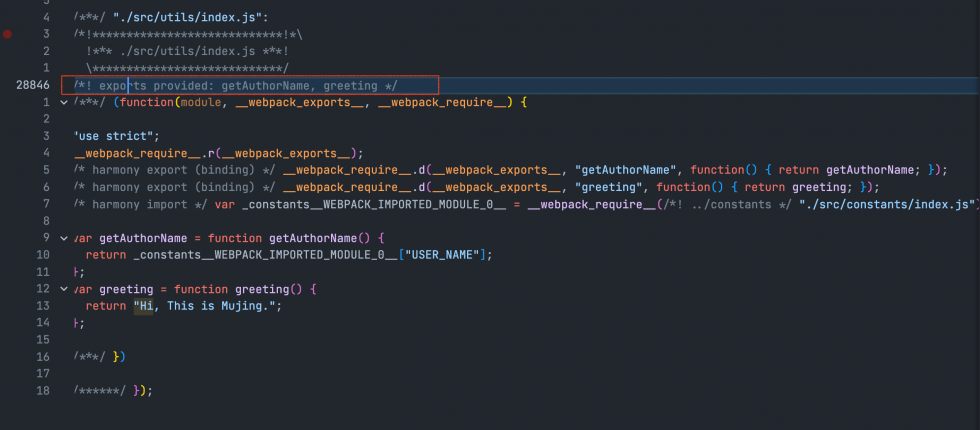 4 /***/ "./src/utils/index.js":
3 /*!****************************!*\
2 !*** ./src/utils/index.js ***!
1 \****************************/
28846 /*! exports provided: getAuthorName, greeting */
1 /***/ (function(module, __webpack_exports__, __webpack_require__) {
2
3 "use strict";
4 __webpack_require__.r(__webpack_exports__);
5 /* harmony export (binding) */ __webpack_require__.d(__webpack_exports__, "getAuthorName", function() { return getAuthorName; });
6 /* harmony export (binding) */ __webpack_require__.d(__webpack_exports__, "greeting", function() { return greeting; });
7 /* harmony import */ var _constants__WEBPACK_IMPORTED_MODULE_0__ = __webpack_require__(/*! ../constants */ "./src/constants/index.js")
8
9 var getAuthorName = function getAuthorName() {
10 return _constants__WEBPACK_IMPORTED_MODULE_0__["USER_NAME"];
11 };
12 var greeting = function greeting() {
13 return "Hi, This is Mujing.";
14 };
15
16 /***/ })
17
18 /******/ });